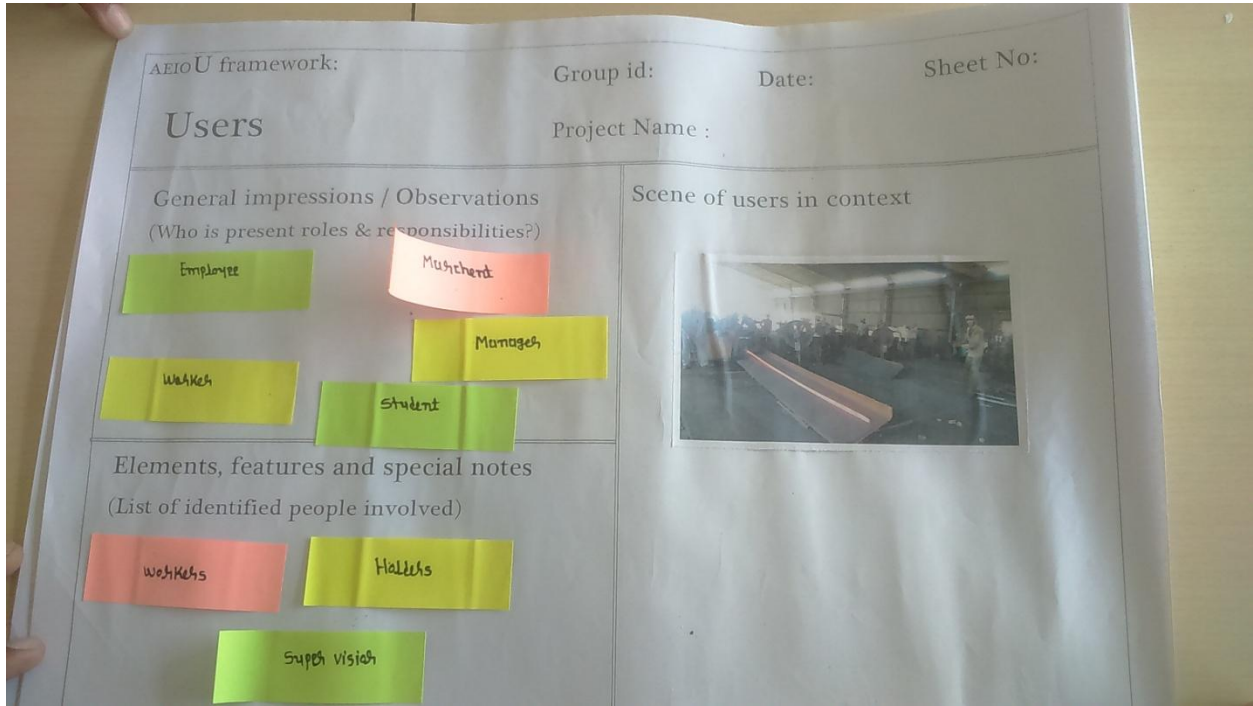 AEIOU framework:
Group id:
Date:
Sheet No:
Users
Project Name :
General impressions / Observations
(Who is present roles & responsibilities?)
Employee
Murchent
Manager
Worker
Student
Elements, features and special notes
(List of identified people involved)
Workers
Holders
Super visior
Scene of users in context